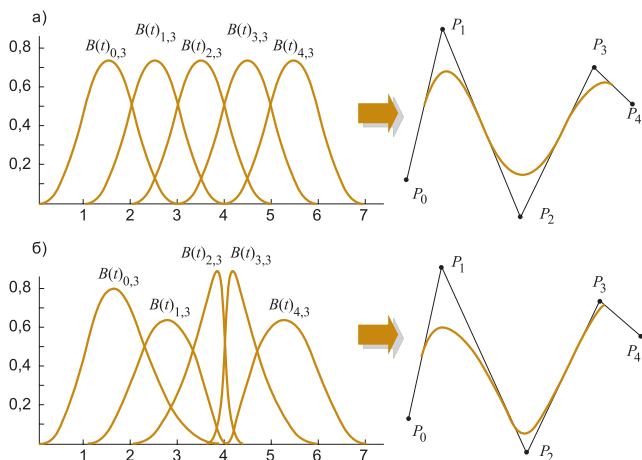 а)
B(t)0,3 B(t)1,3 B(t)2,3 B(t)3,3 B(t)4,3
0,8
0,6
0,4
0,2
1 2 3 4 5 6 7
P0
P1
P2
P3
P4
б)
B(t)0,3 B(t)1,3 B(t)2,3 B(t)3,3 B(t)4,3
0,8
0,6
0,4
0,2
1 2 3 4 5 6 7
P0
P1
P2
P3
P4